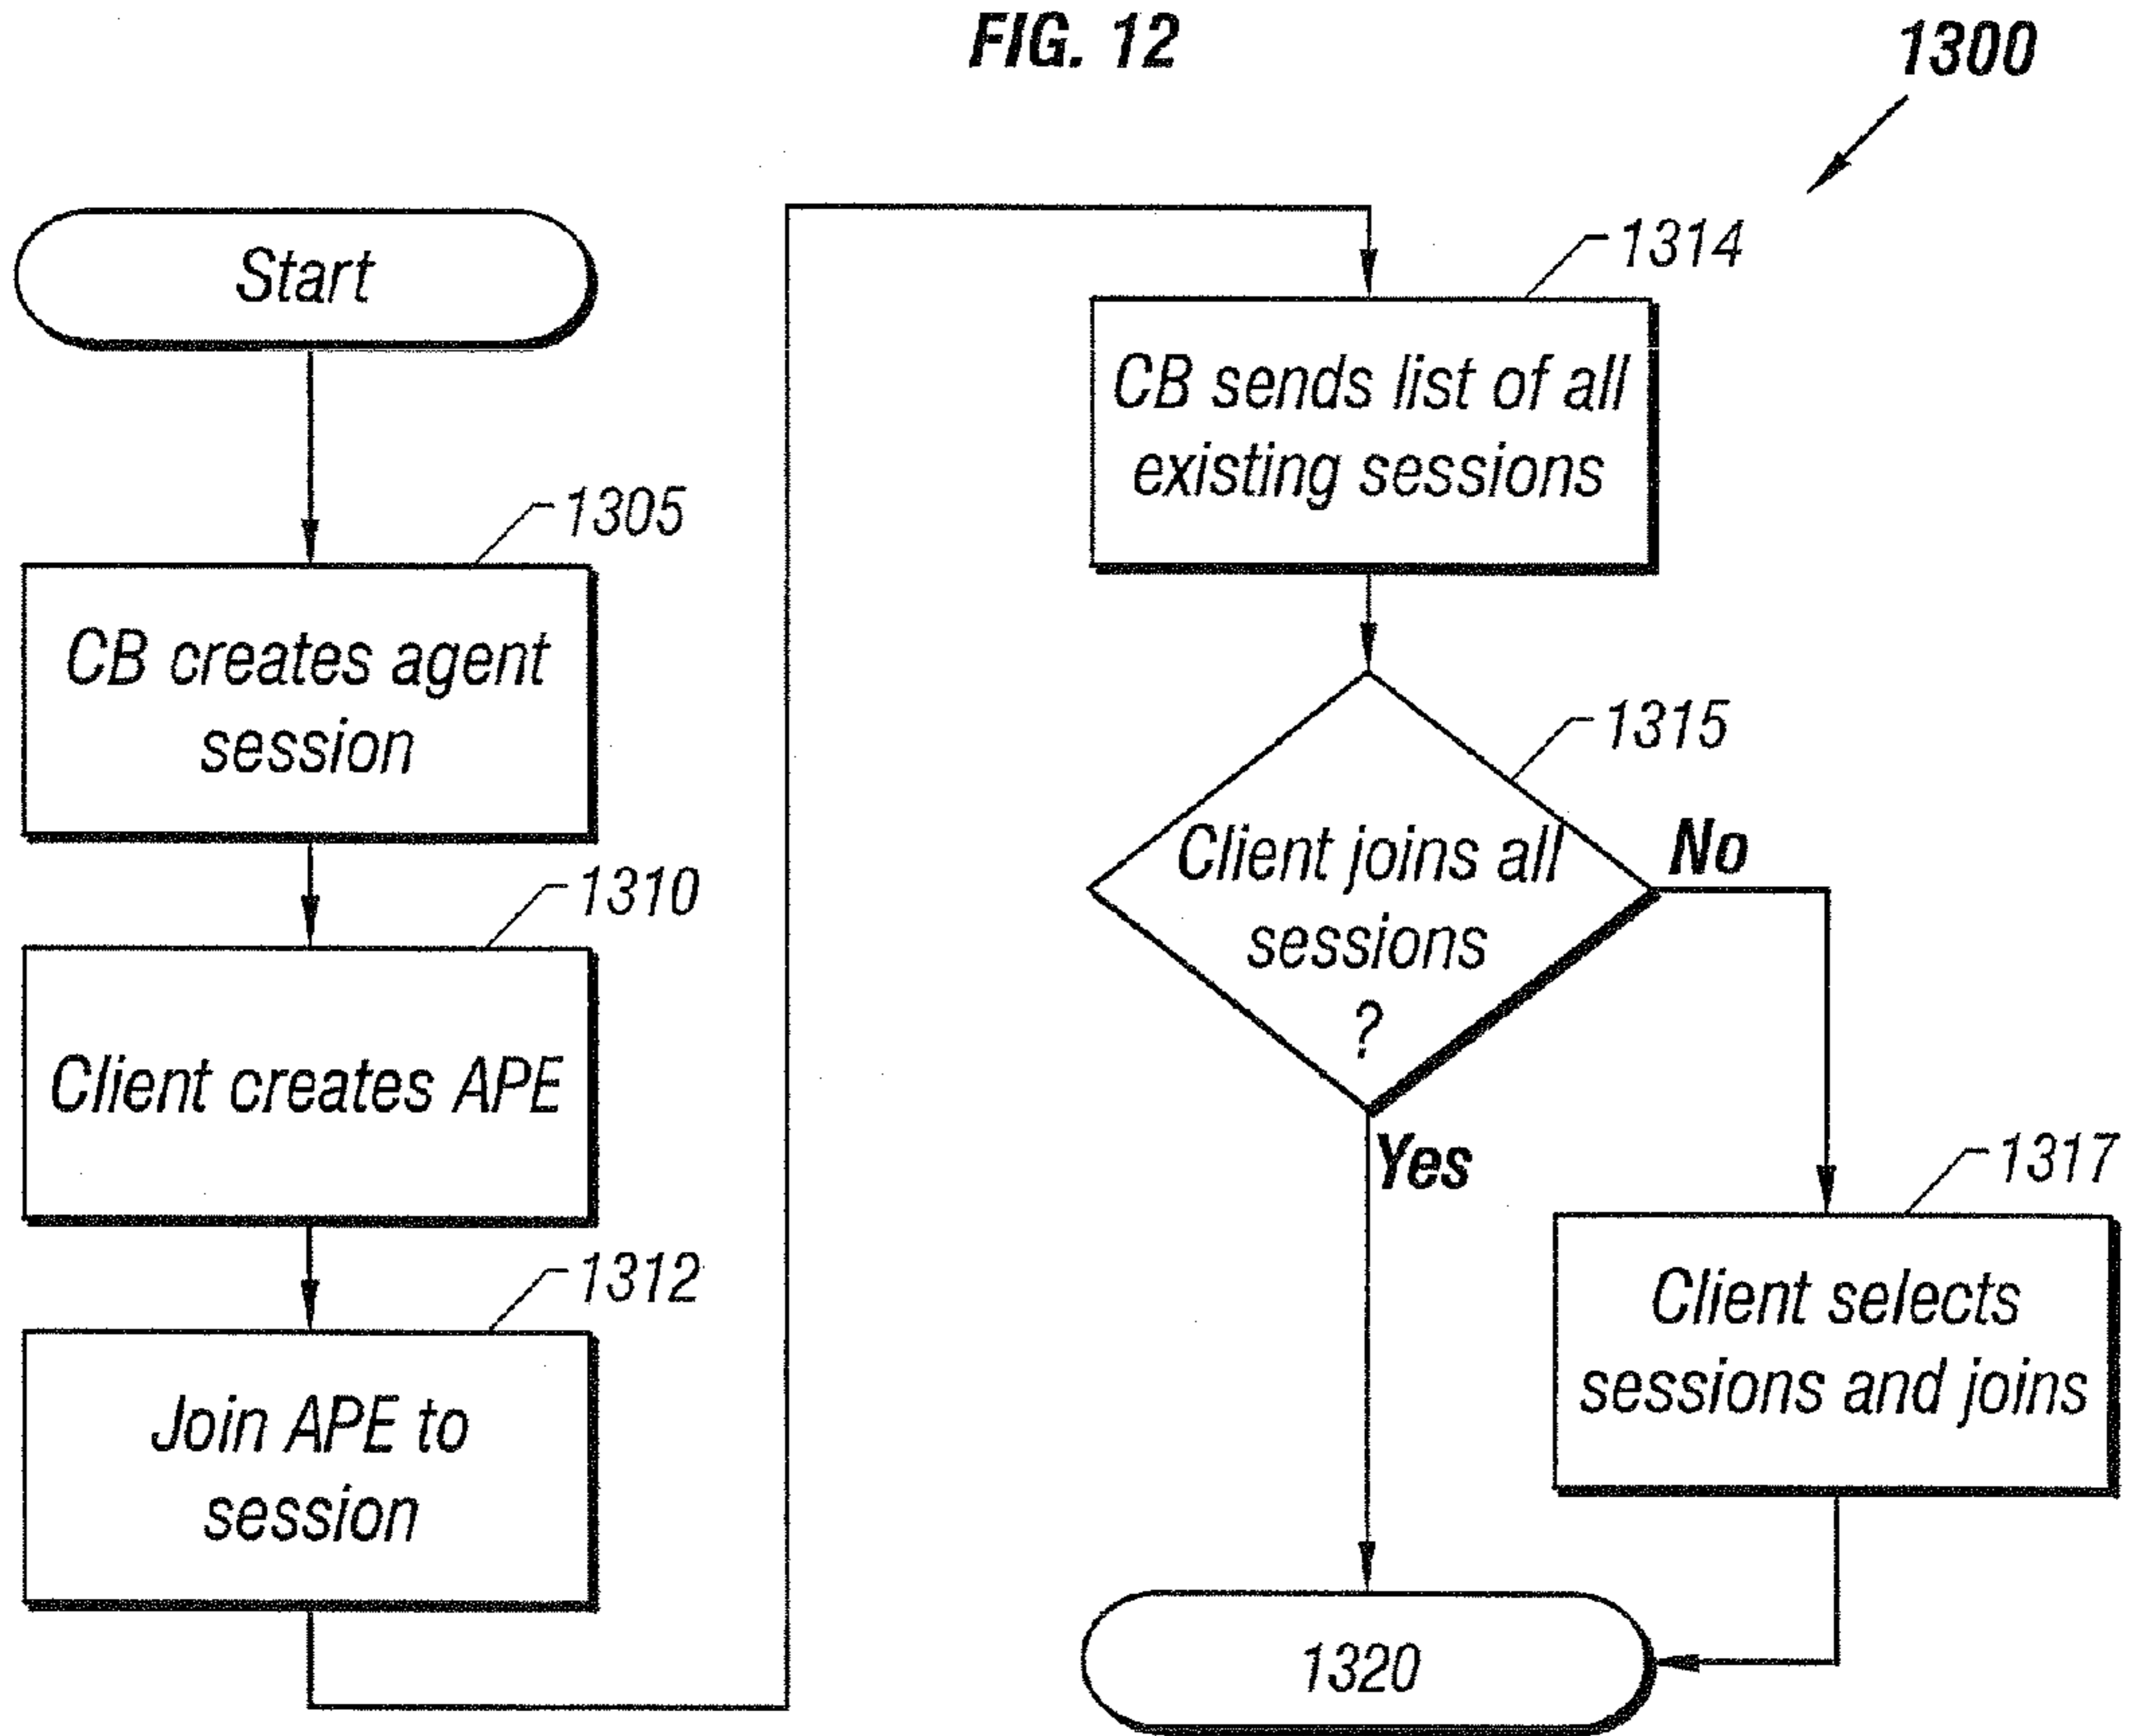 FIG. 12
1300
Start
1305
CB creates agent
session
1310
Client creates APE
1312
Join APE to
session
1314
CB sends list of all
existing sessions
1315
Client joins all
sessions
?
No
Yes
1317
Client selects
sessions and joins
1320